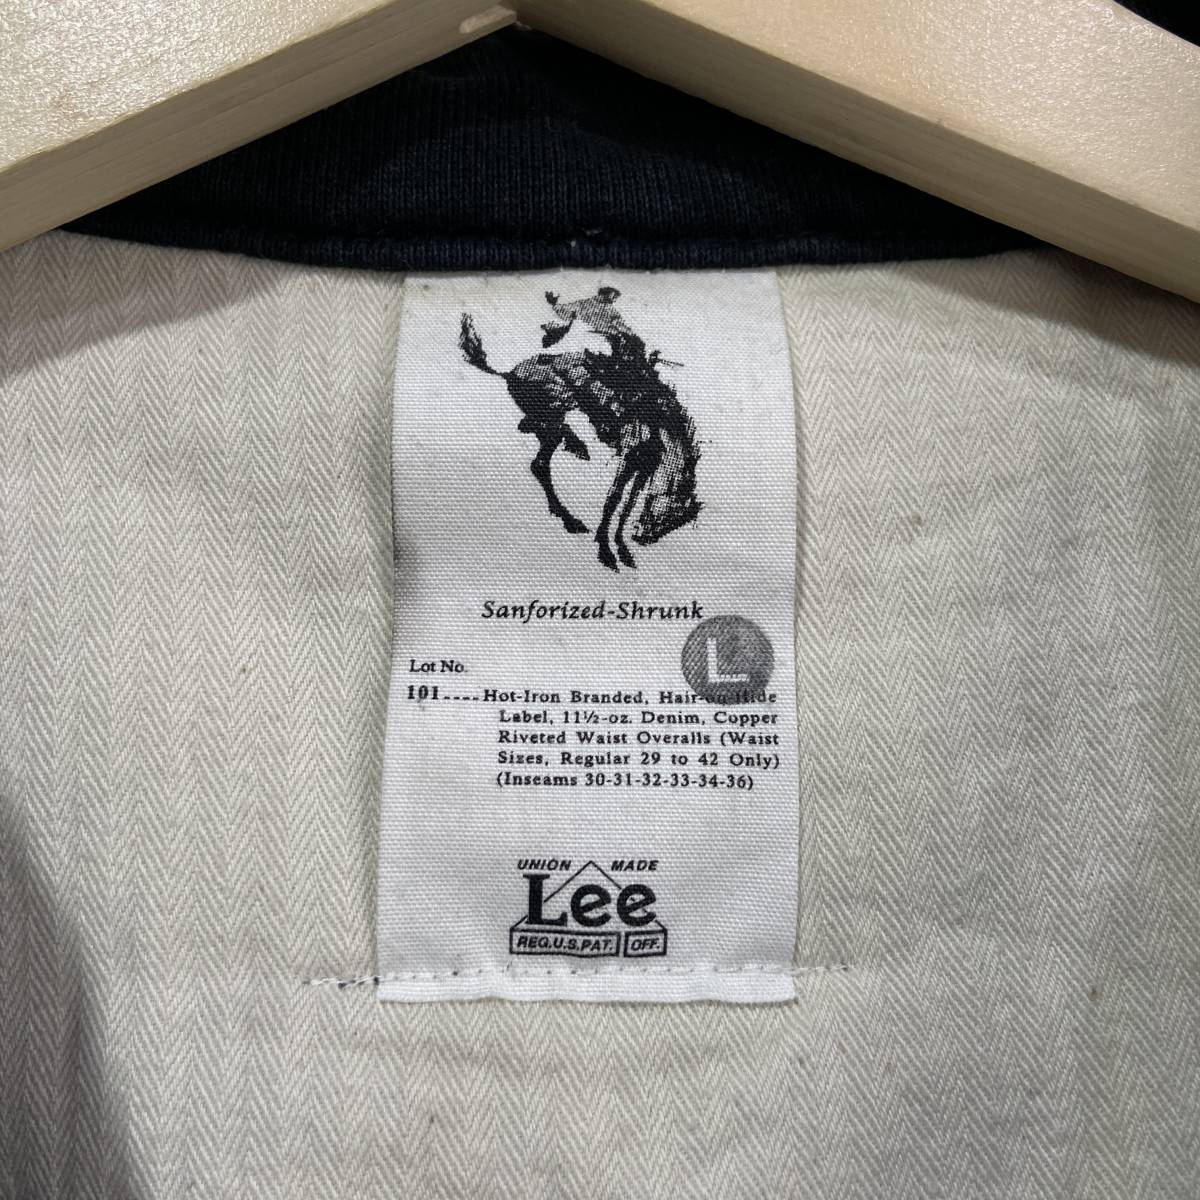 Sanforized-Shrunk
L
Lot No.
101----Hot-Iron Branded, Hair-on-Hide
Label, 11½-oz. Denim, Copper
Riveted Waist Overalls (Waist
Sizes, Regular 29 to 42 Only)
(Inseams 30-31-32-33-34-36)
UNION MADE
Lee
REG.U.S.PAT. OFF.